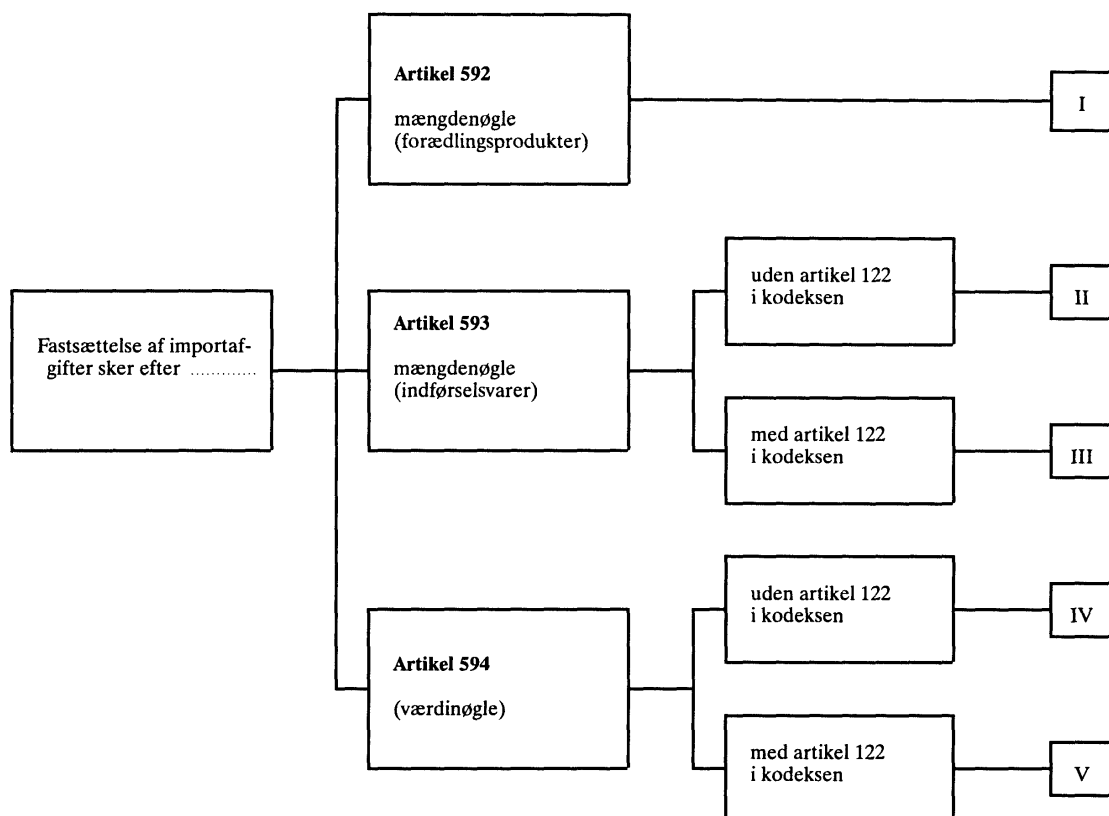 Artikel 592
mængdenøgle
(forædlingsprodukter)
I
Fastsættelse af importaf-
gifter sker efter .............
Artikel 593
mængdenøgle
(indførselsvarer)
uden artikel 122
i kodeksen
II
med artikel 122
i kodeksen
III
Artikel 594
(værdinøgle)
uden artikel 122
i kodeksen
IV
med artikel 122
i kodeksen
V